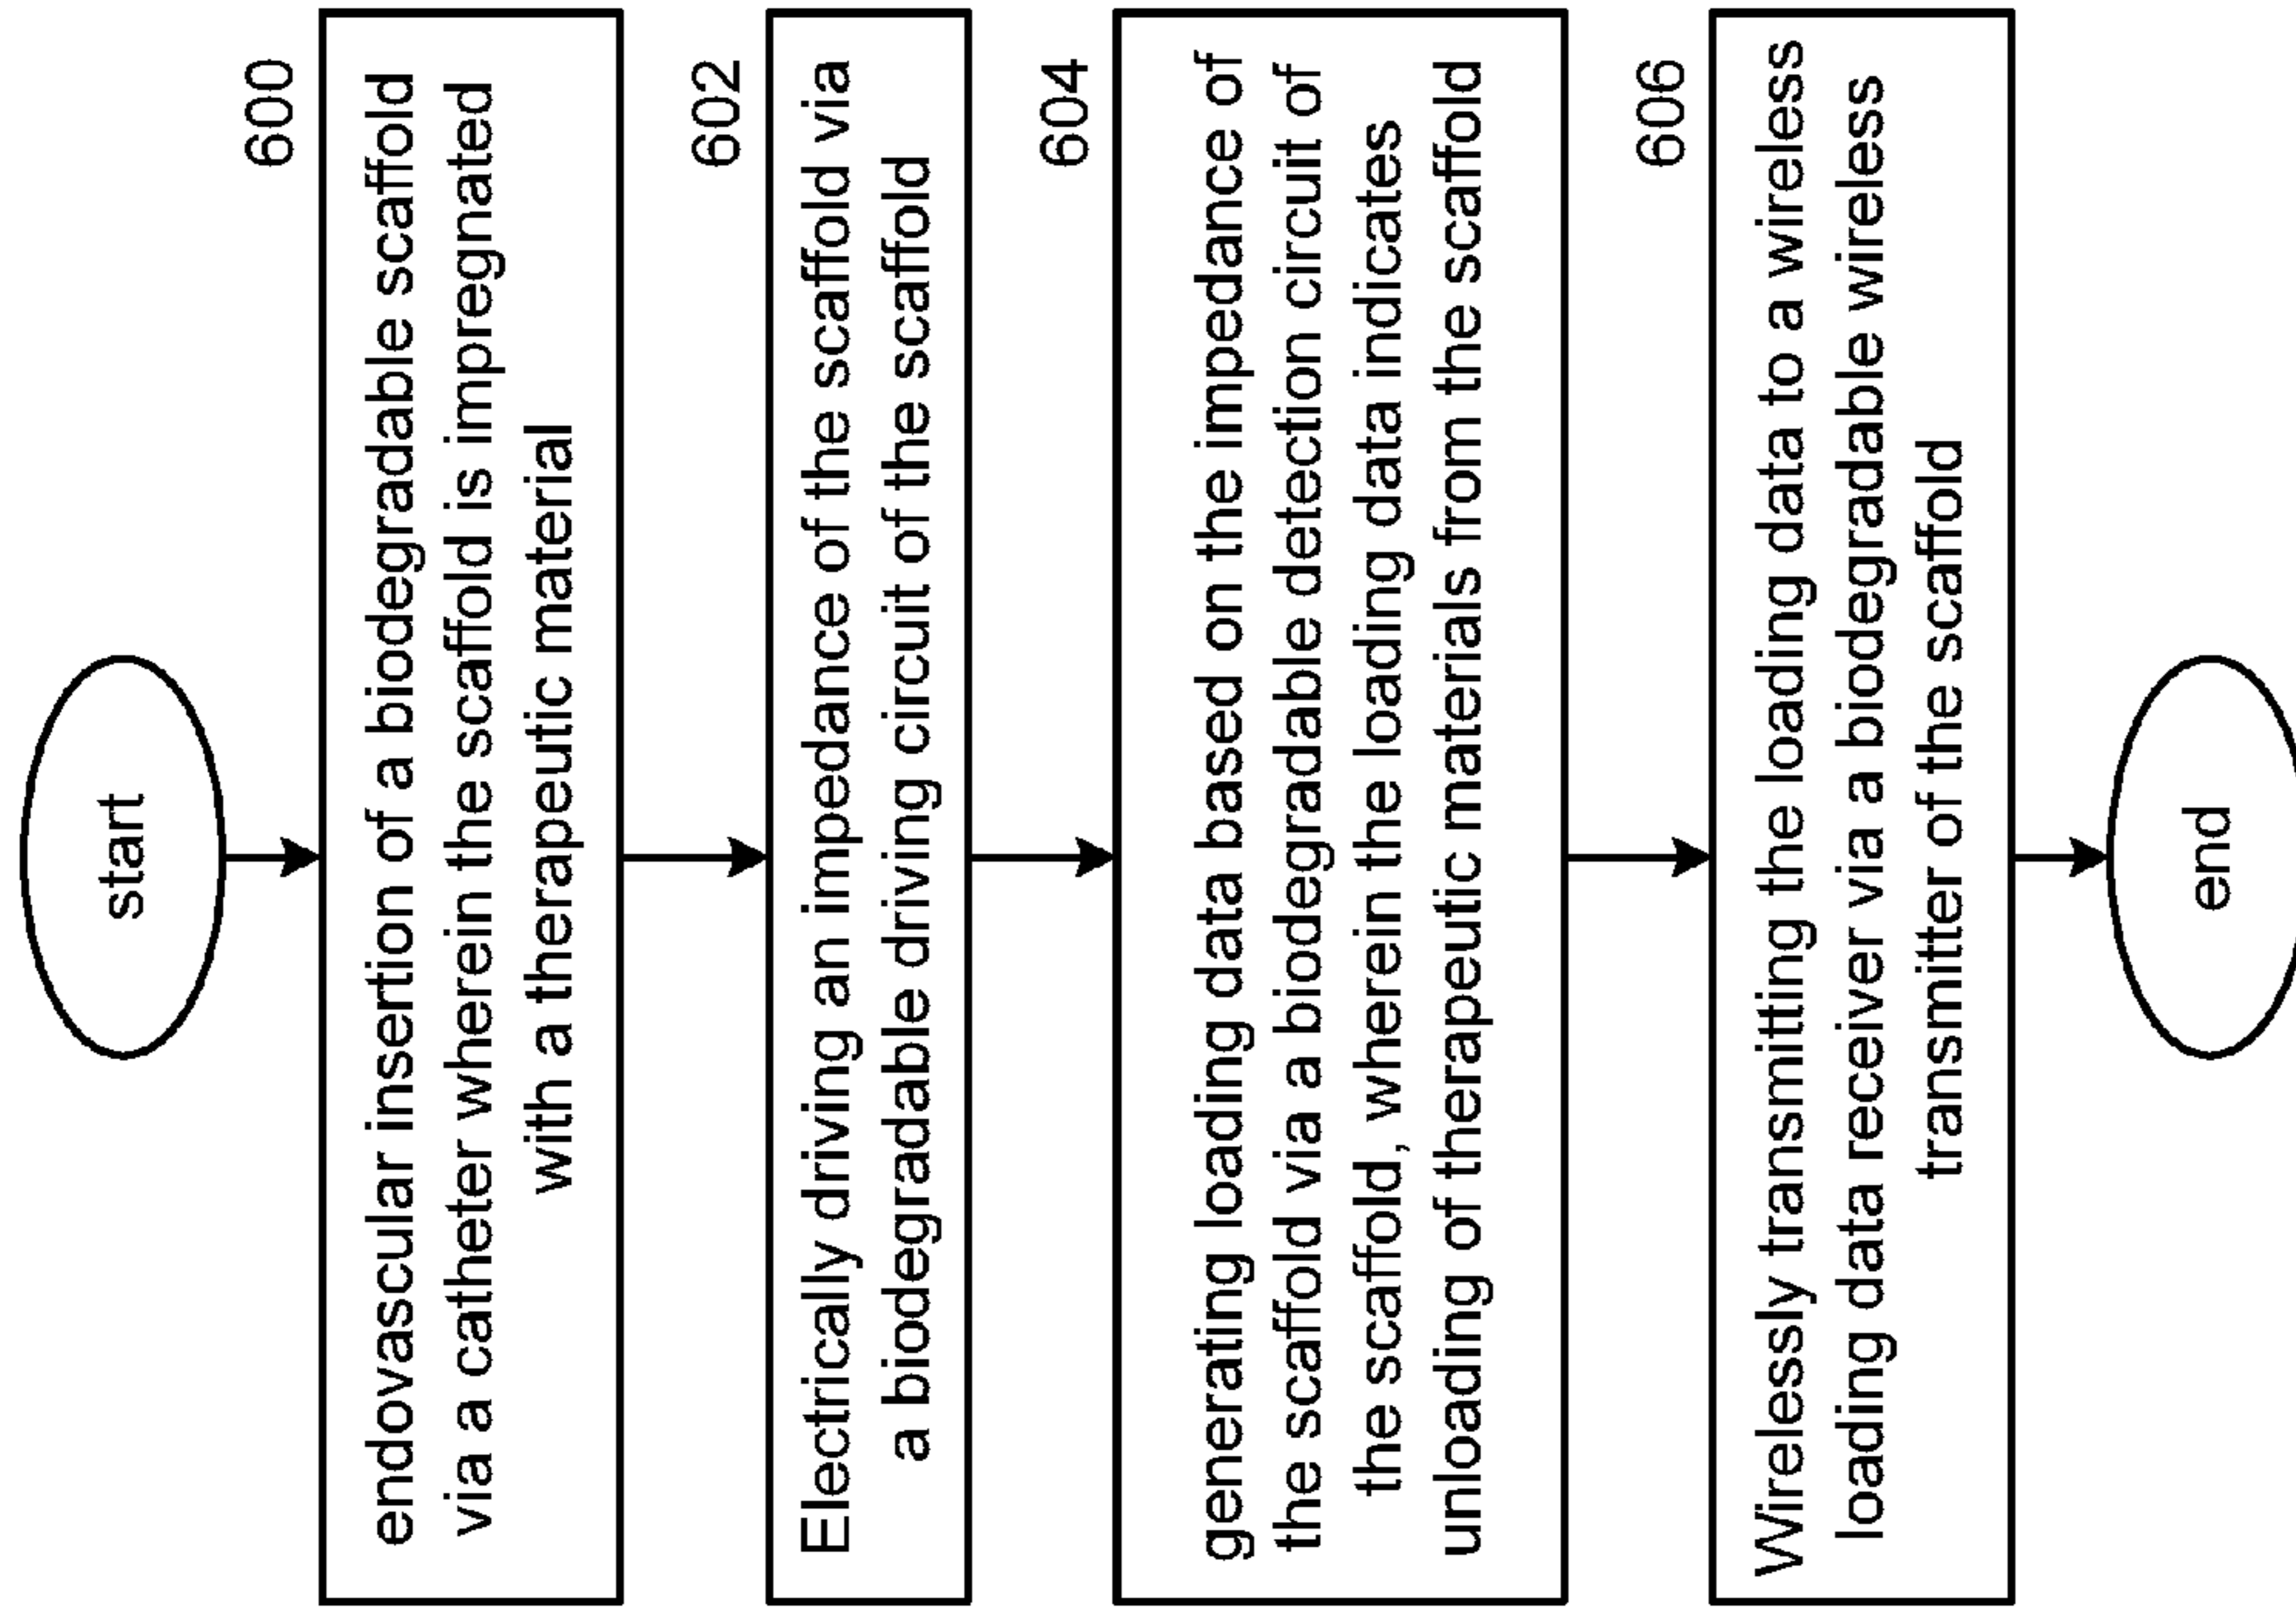 start
600
endovascular insertion of a biodegradable scaffold
via a catheter wherein the scaffold is impregnated
with a therapeutic material
602
Electrically driving an impedance of the scaffold via
a biodegradable driving circuit of the scaffold
604
generating loading data based on the impedance of
the scaffold via a biodegradable detection circuit of
the scaffold, wherein the loading data indicates
unloading of therapeutic materials from the scaffold
606
Wirelessly transmitting the loading data to a wireless
loading data receiver via a biodegradable wireless
transmitter of the scaffold
end